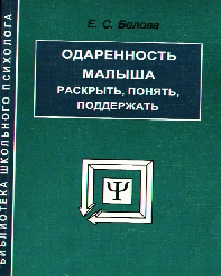 Е. С. Белова
ОДАРЕННОСТЬ
МАЛЫША
РАСКРЫТЬ, ПОНЯТЬ,
ПОДДЕРЖАТЬ
Ψ
БИБЛИОТЕКА ШКОЛЬНОГО ПСИХОЛОГА